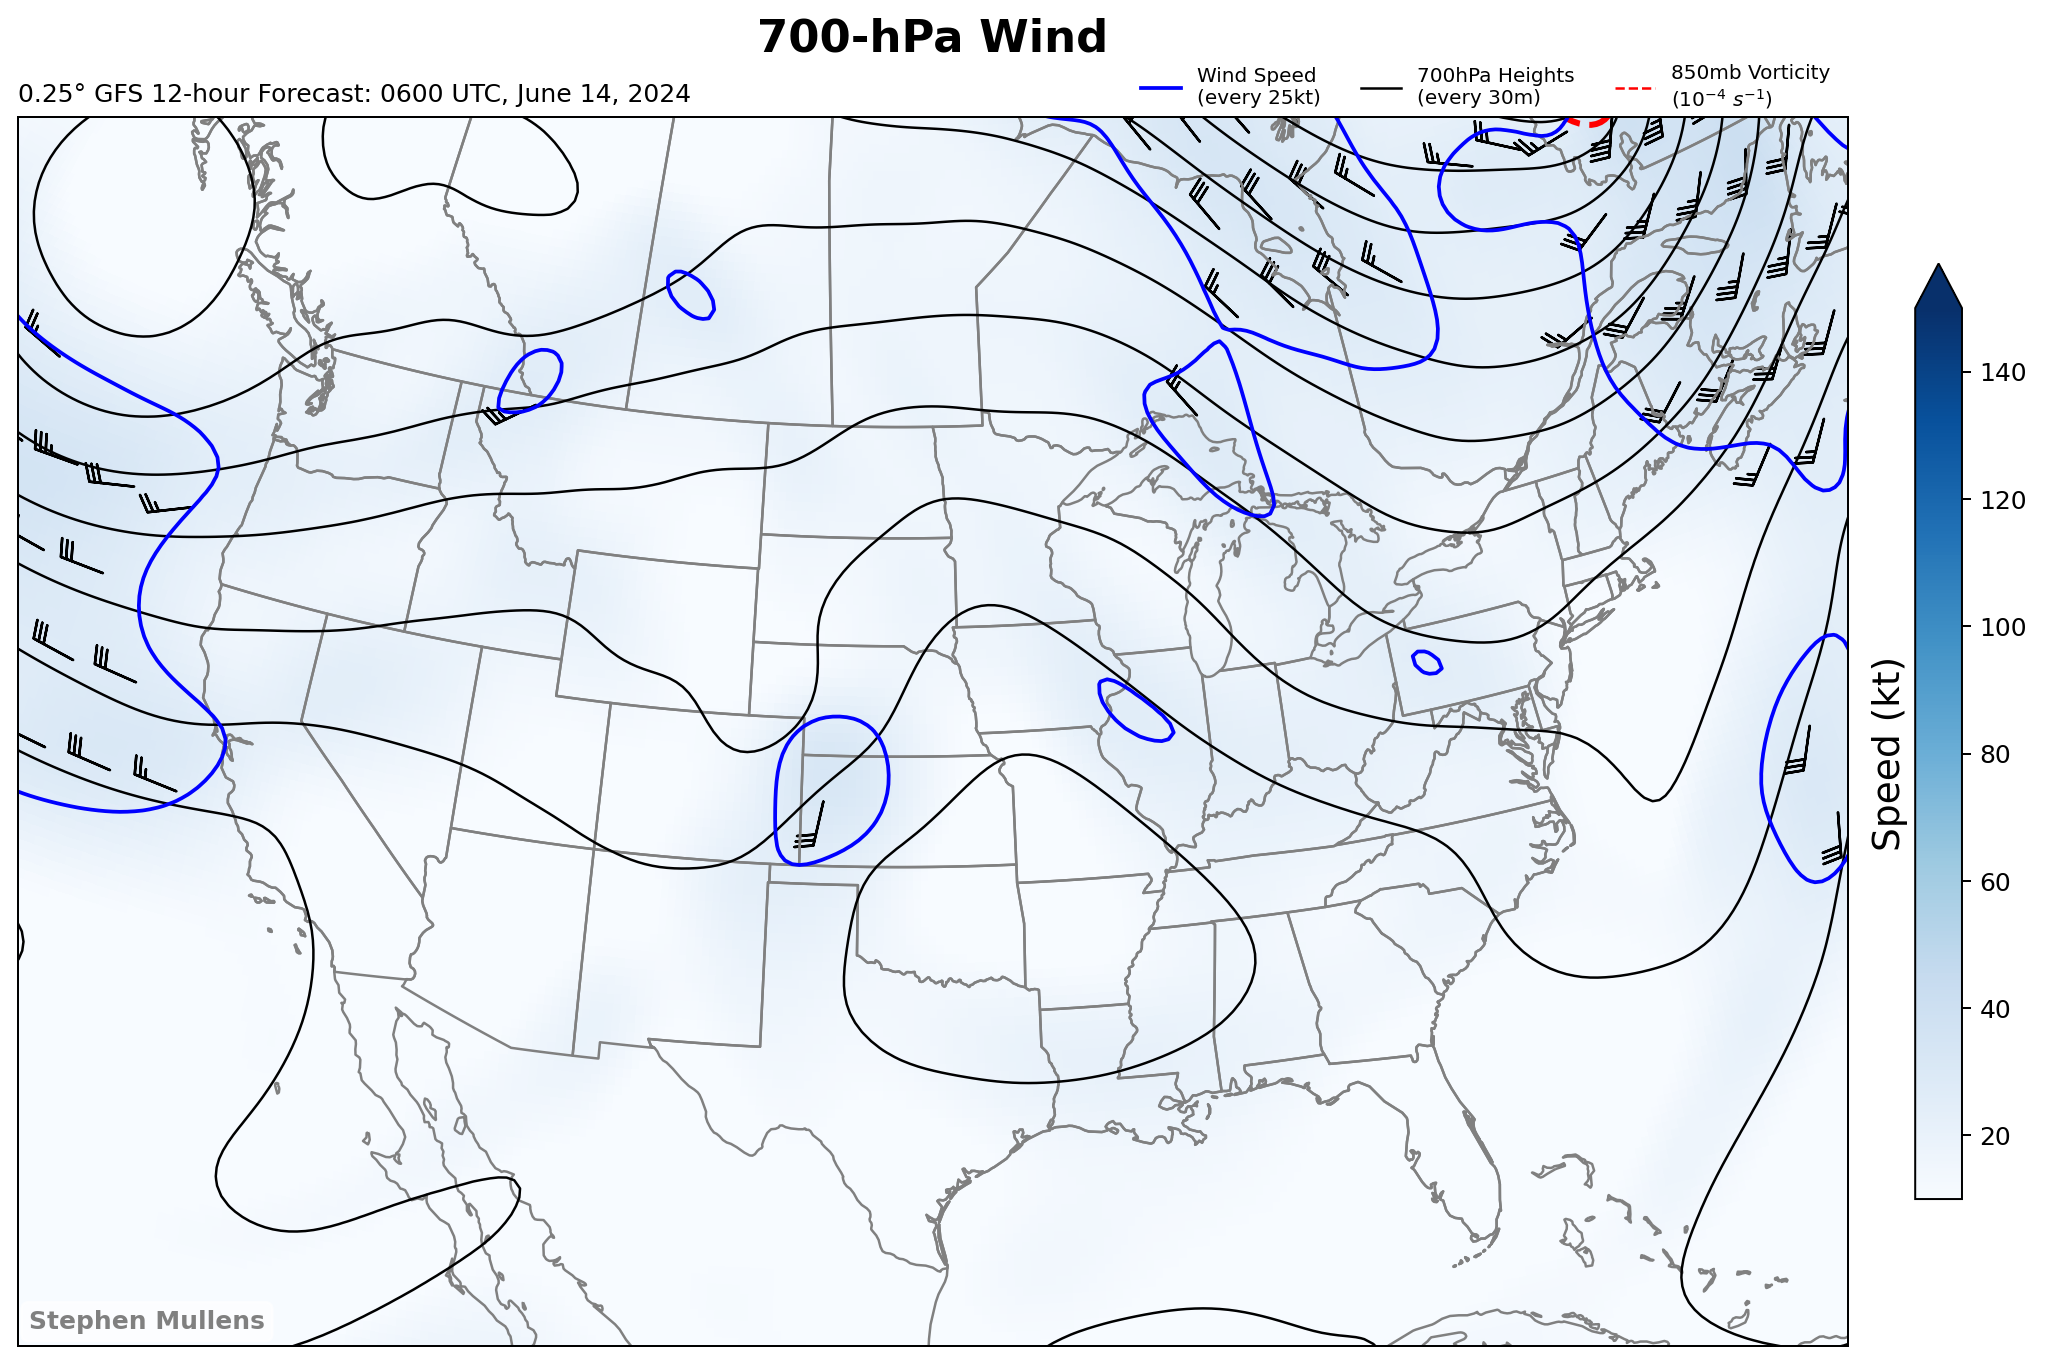 700-hPa Wind
0.25° GFS 12-hour Forecast: 0600 UTC, June 14, 2024
Wind Speed
(every 25kt)
700hPa Heights
(every 30m)
850mb Vorticity
(10⁻⁴ s⁻¹)
140
120
100
80
60
40
20
Speed (kt)
Stephen Mullens